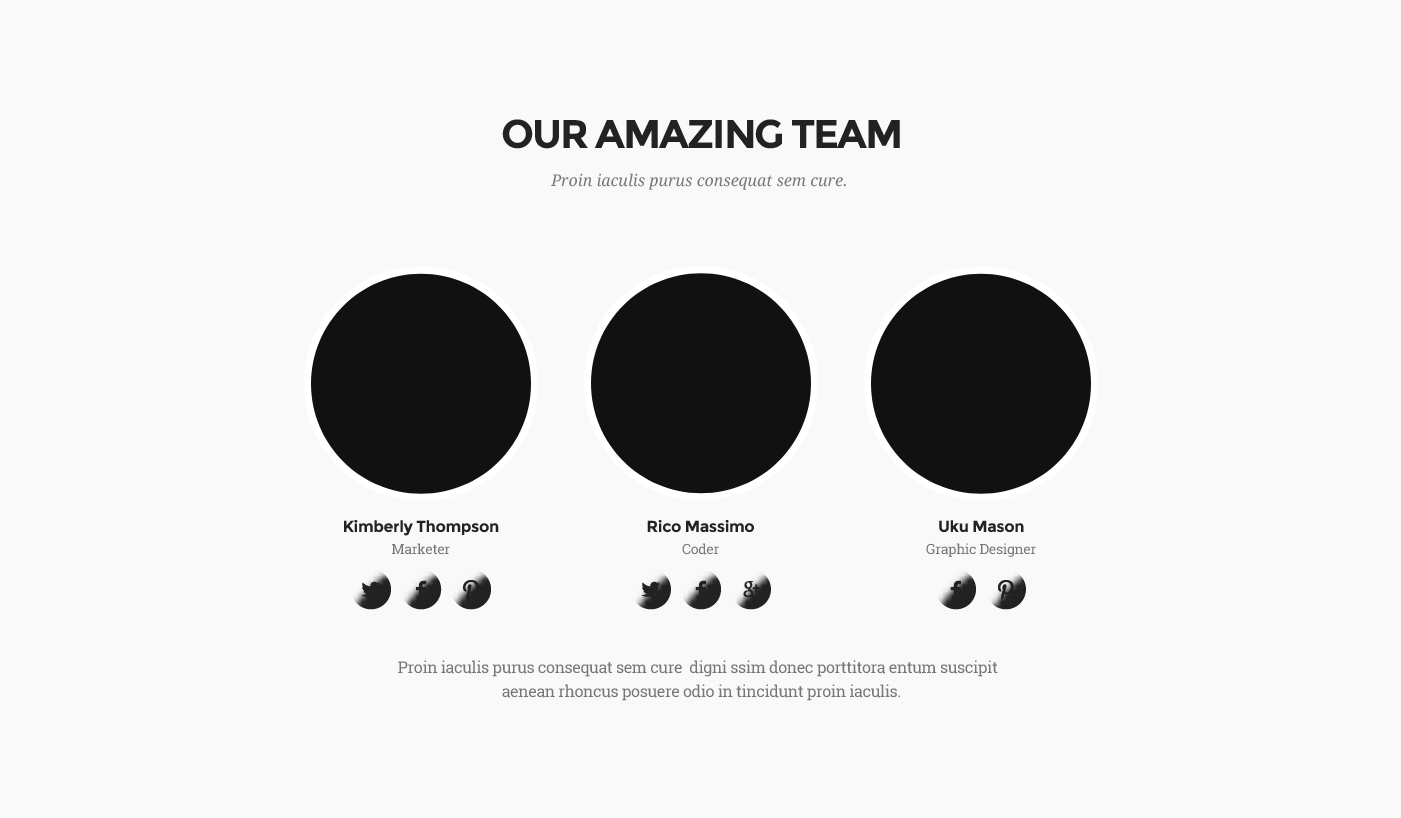 OUR AMAZING TEAM
Proin iaculis purus consequat sem cure.
Kimberly Thompson
Marketer
Rico Massimo
Coder
Uku Mason
Graphic Designer
Proin iaculis purus consequat sem cure digni ssim donec porttitora entum suscipit
aenean rhoncus posuere odio in tincidunt proin iaculis.